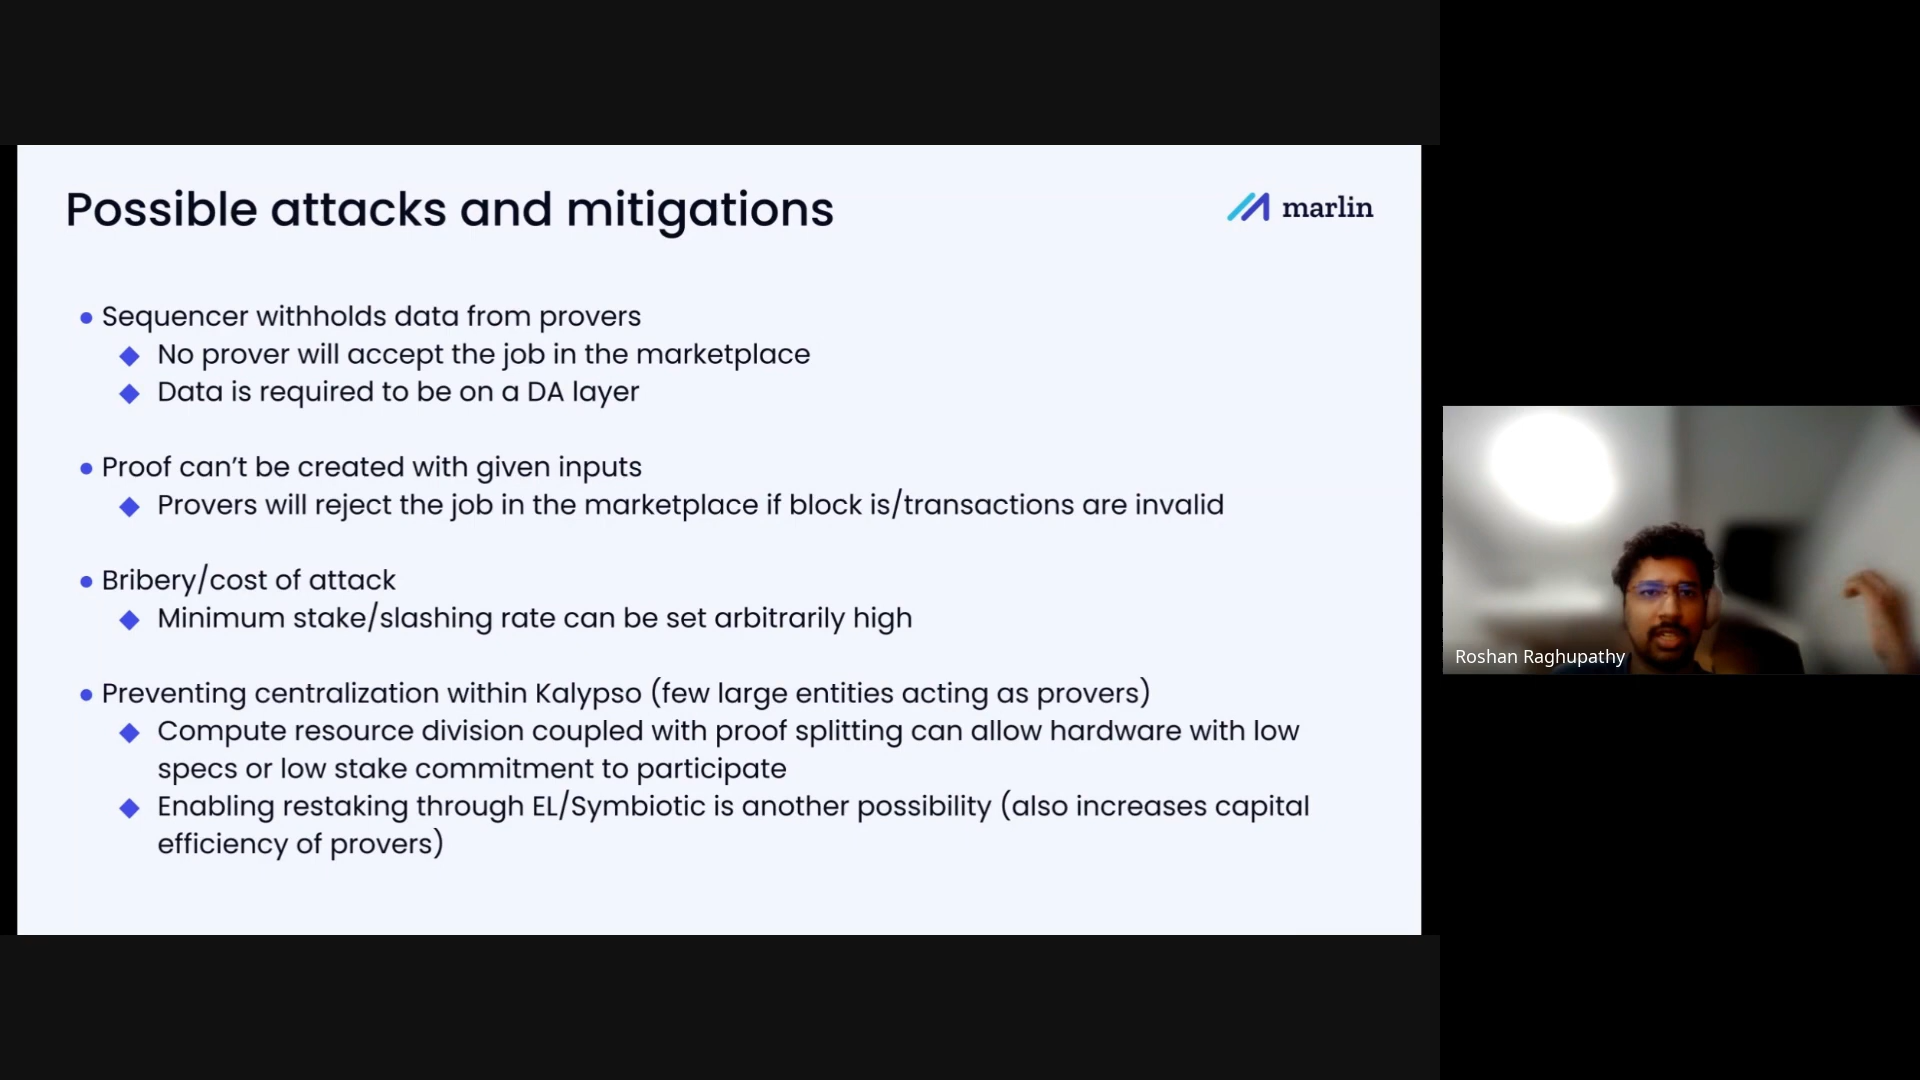 Possible attacks and mitigations
marlin
● Sequencer withholds data from provers
◆ No prover will accept the job in the marketplace
◆ Data is required to be on a DA layer
● Proof can't be created with given inputs
◆ Provers will reject the job in the marketplace if block is/transactions are invalid
● Bribery/cost of attack
◆ Minimum stake/slashing rate can be set arbitrarily high
● Preventing centralization within Kalypso (few large entities acting as provers)
◆ Compute resource division coupled with proof splitting can allow hardware with low
specs or low stake commitment to participate
◆ Enabling restaking through EL/Symbiotic is another possibility (also increases capital
efficiency of provers)
Roshan Raghupathy